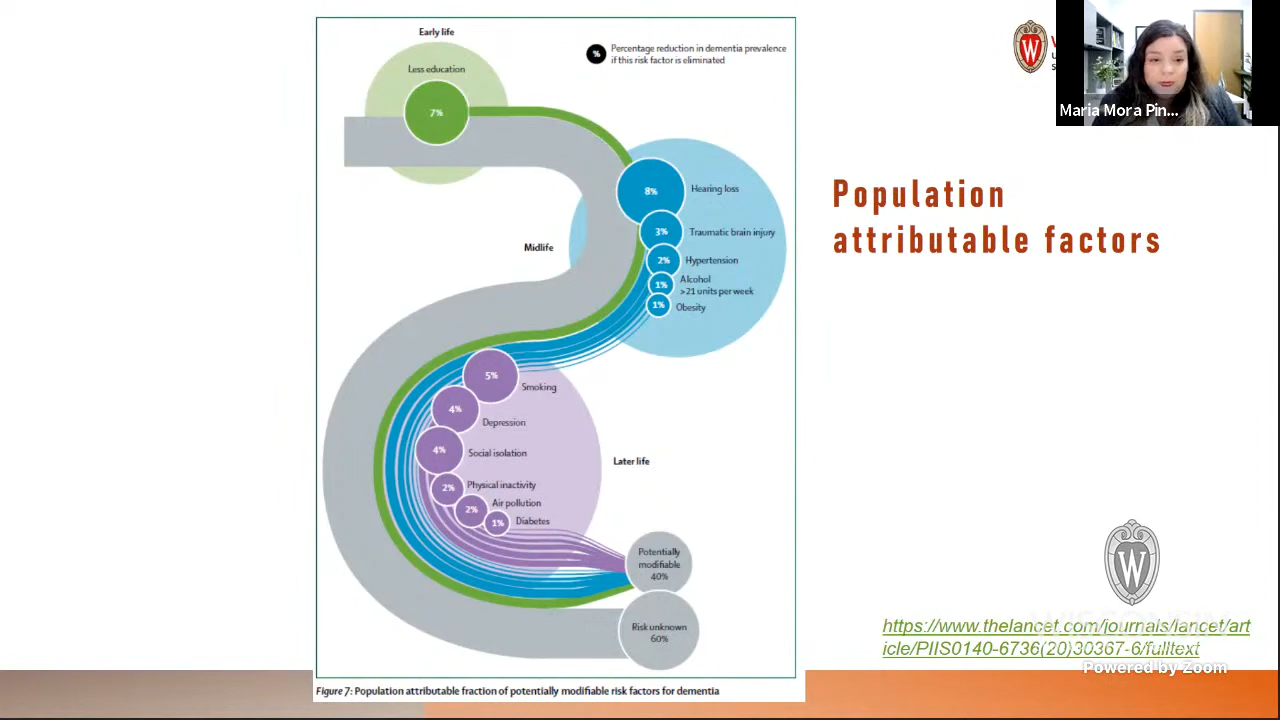 Early life
Less education
7%
% Percentage reduction in dementia prevalence
if this risk factor is eliminated
W
Maria Mora Pin...
Population
attributable factors
8% Hearing loss
3% Traumatic brain injury
Midlife
2% Hypertension
1% Alcohol
>21 units per week
1% Obesity
5% Smoking
4% Depression
4% Social isolation
Later life
2% Physical inactivity
2% Air pollution
1% Diabetes
Potentially
modifiable
40%
Risk unknown
60%
W
https://www.thelancet.com/journals/lancet/art
icle/PIIS0140-6736(20)30367-6/fulltext
Powered by Zoom
Figure 7: Population attributable fraction of potentially modifiable risk factors for dementia